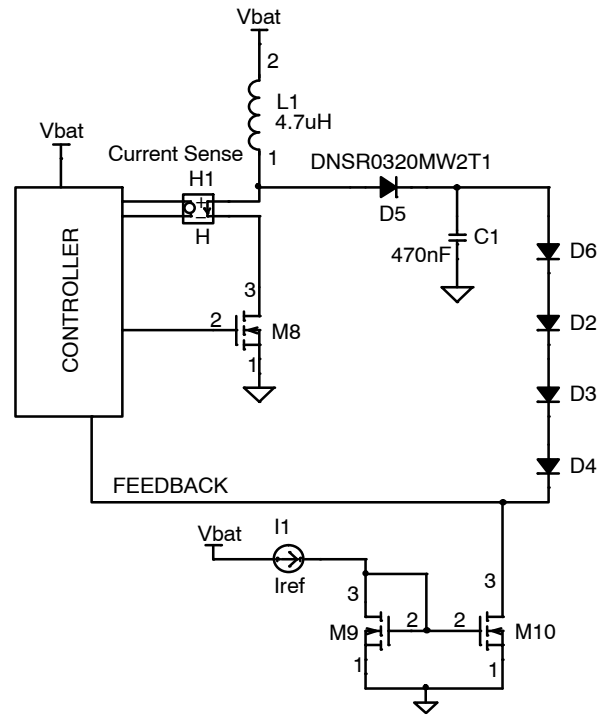 Vbat
2
L1
4.7uH
1
Vbat
Current Sense
H1
+
−
H
DNSR0320MW2T1
D5
C1
470nF
D6
D2
D3
D4
CONTROLLER
3
2
M8
1
FEEDBACK
Vbat
I1
Iref
3
3
M9
2
2
M10
1
1